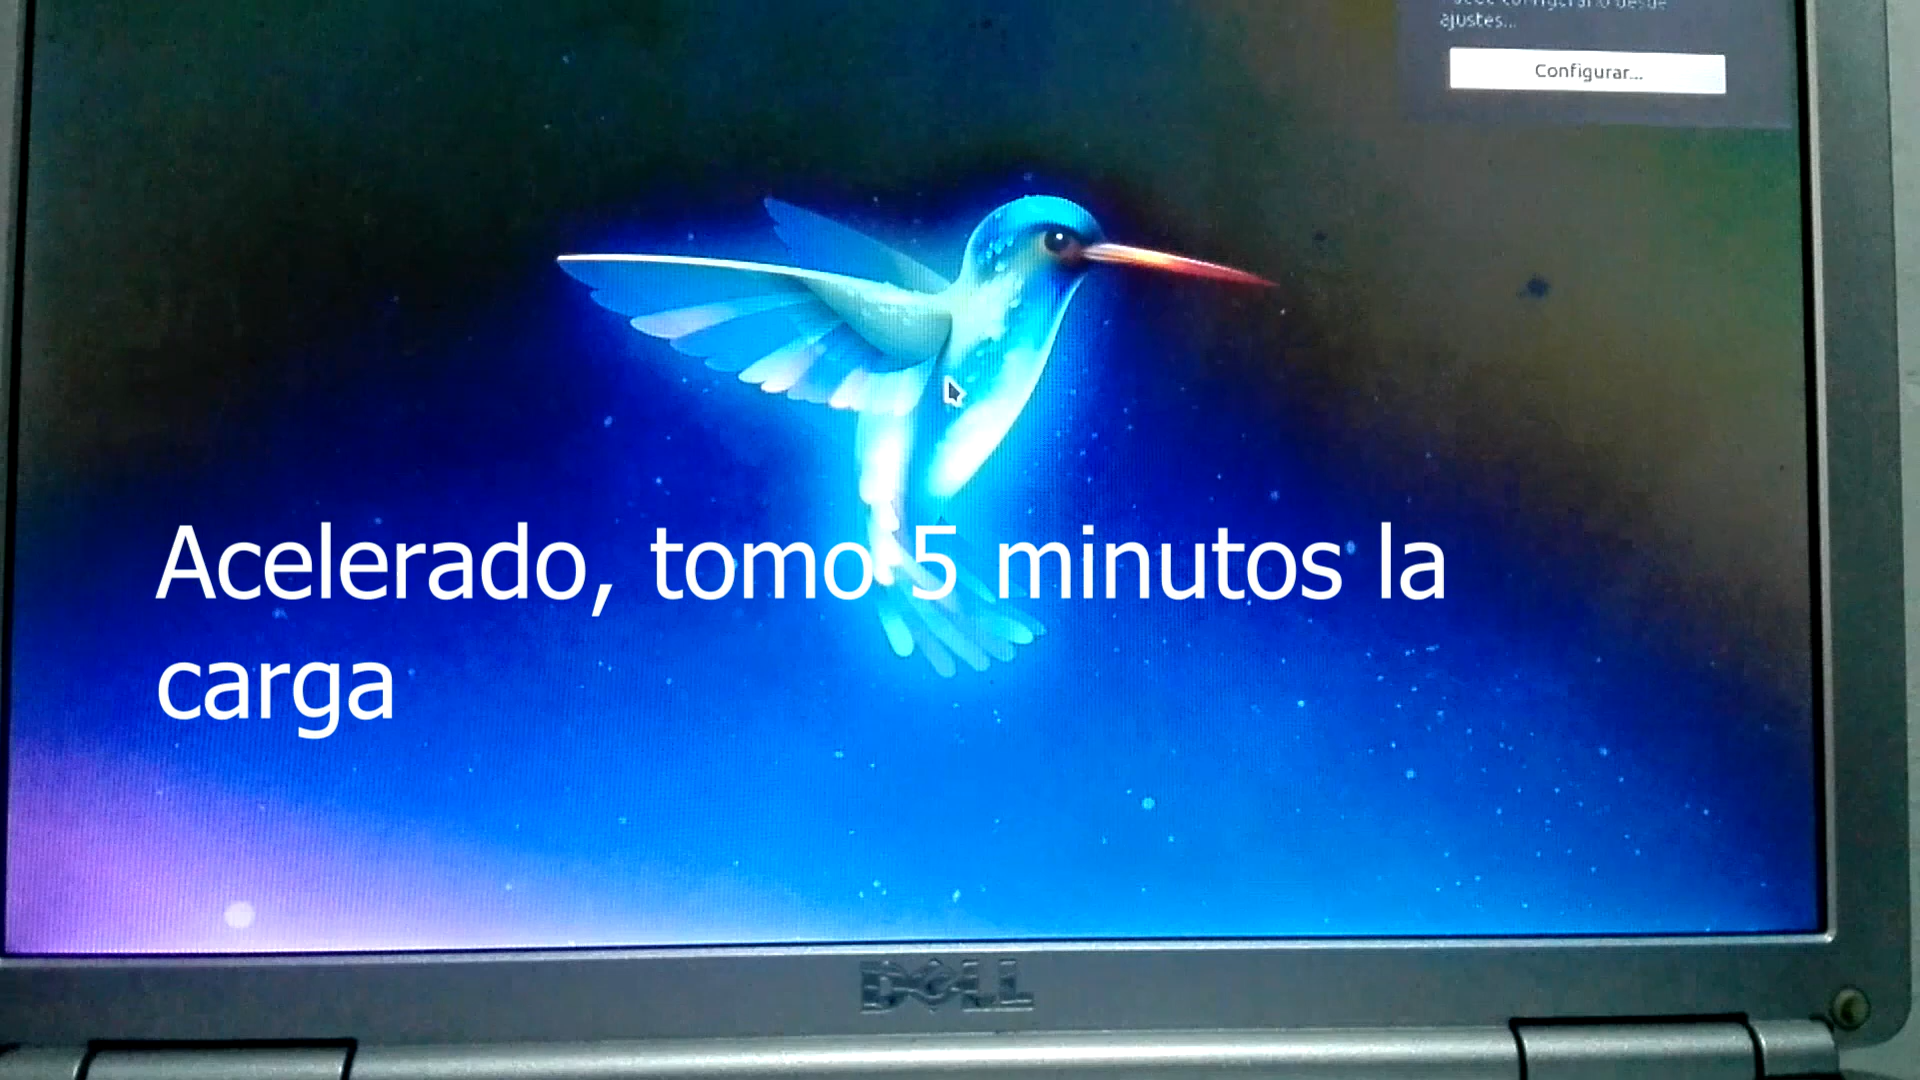 ajustes...
Configurar...
Acelerado, tomo 5 minutos la
carga
DELL